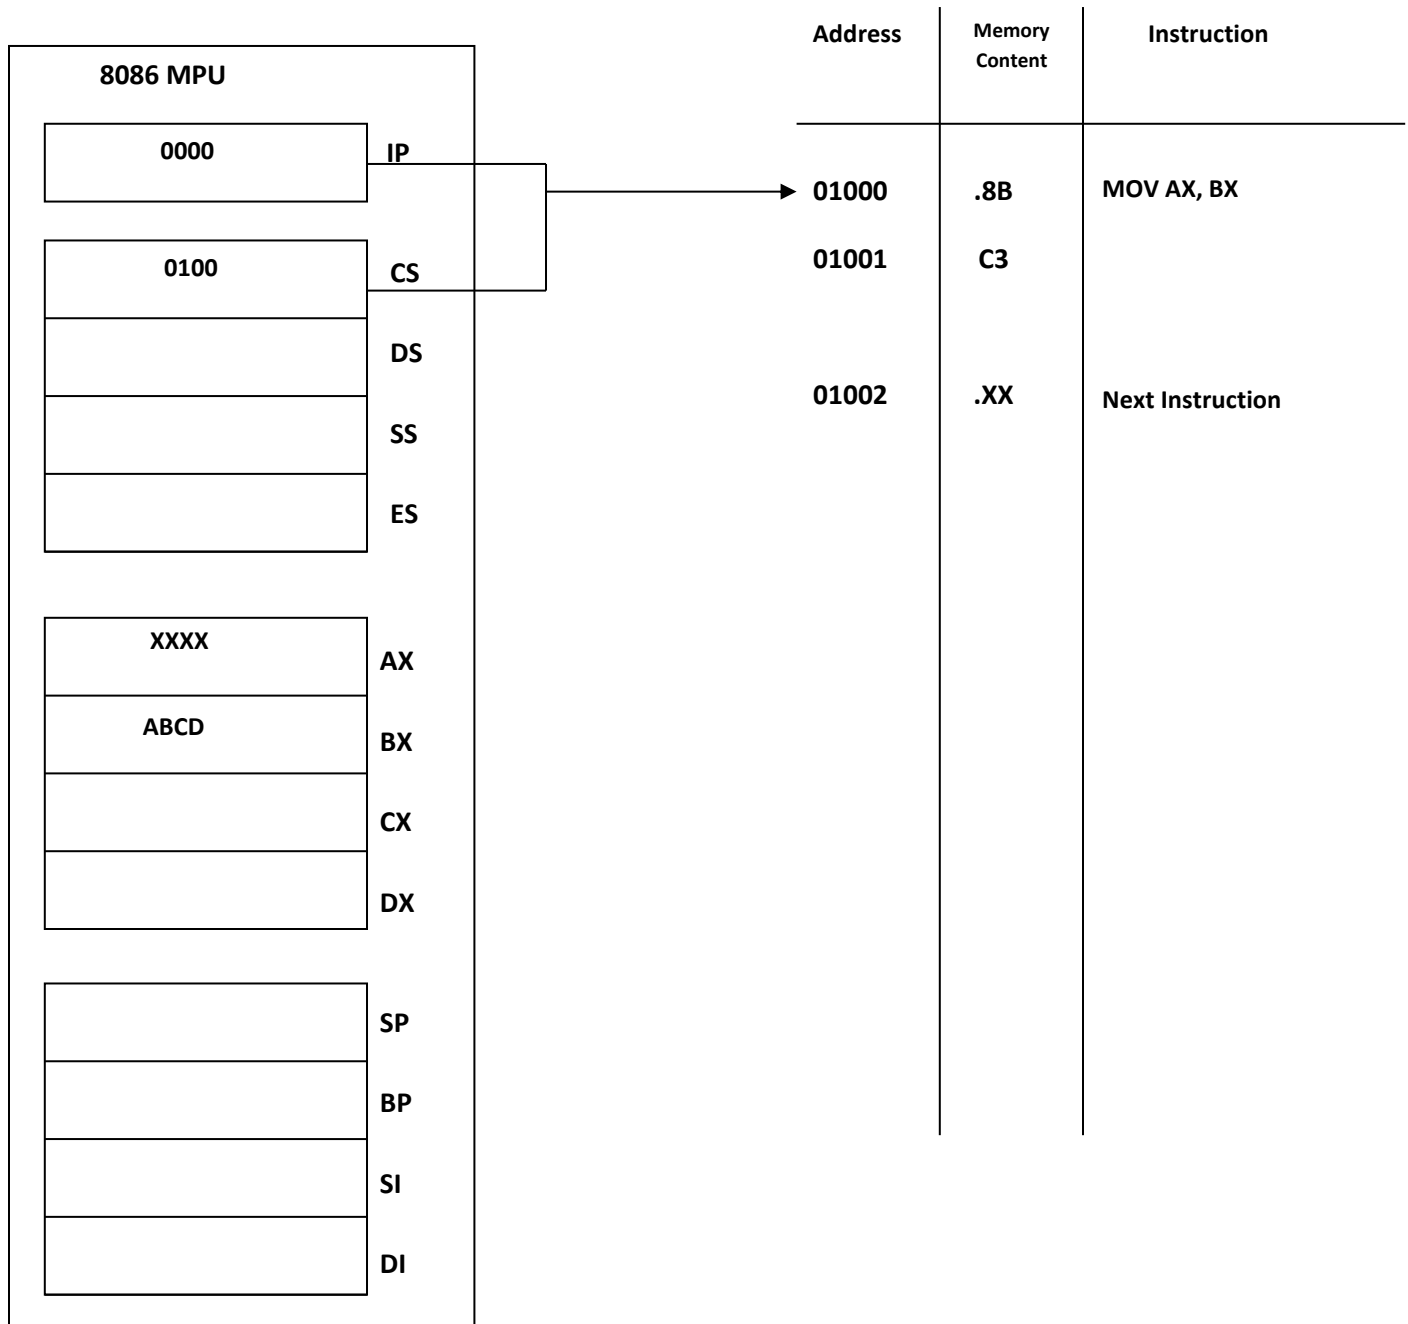 8086 MPU
0000 IP
0100 CS
DS
SS
ES
XXXX AX
ABCD BX
CX
DX
SP
BP
SI
DI
Address Memory Content Instruction
01000 .8B MOV AX, BX
01001 C3
01002 .XX Next Instruction